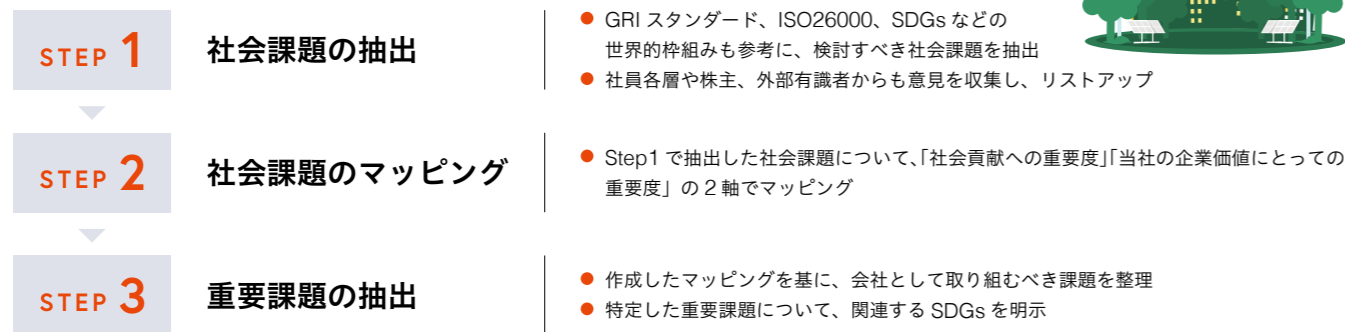 STEP 1
社会課題の抽出
● GRI スタンダード、ISO26000、SDGs などの
世界的枠組みも参考に、検討すべき社会課題を抽出
● 社員各層や株主、外部有識者からも意見を収集し、リストアップ
STEP 2
社会課題のマッピング
● Step1 で抽出した社会課題について、「社会貢献への重要度」「当社の企業価値にとっての
重要度」の 2 軸でマッピング
STEP 3
重要課題の抽出
● 作成したマッピングを基に、会社として取り組むべき課題を整理
● 特定した重要課題について、関連する SDGs を明示